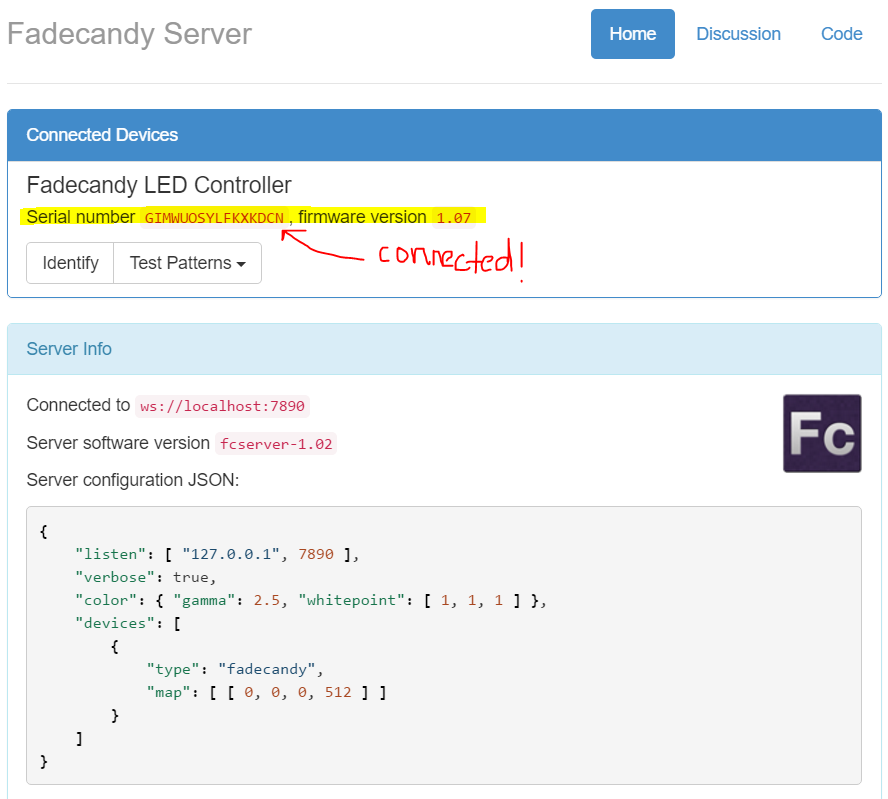 Fadecandy Server
Home Discussion Code
Connected Devices
Fadecandy LED Controller
Serial number GIMWUOSYLFKXKDCN, firmware version 1.07
connected!
Identify Test Patterns
Server Info
Connected to ws://localhost:7890
Fc
Server software version fcserver-1.02
Server configuration JSON:
{
"listen": [ "127.0.0.1", 7890 ],
"verbose": true,
"color": { "gamma": 2.5, "whitepoint": [ 1, 1, 1 ] },
"devices": [
{
"type": "fadecandy",
"map": [ [ 0, 0, 0, 512 ] ]
}
]
}